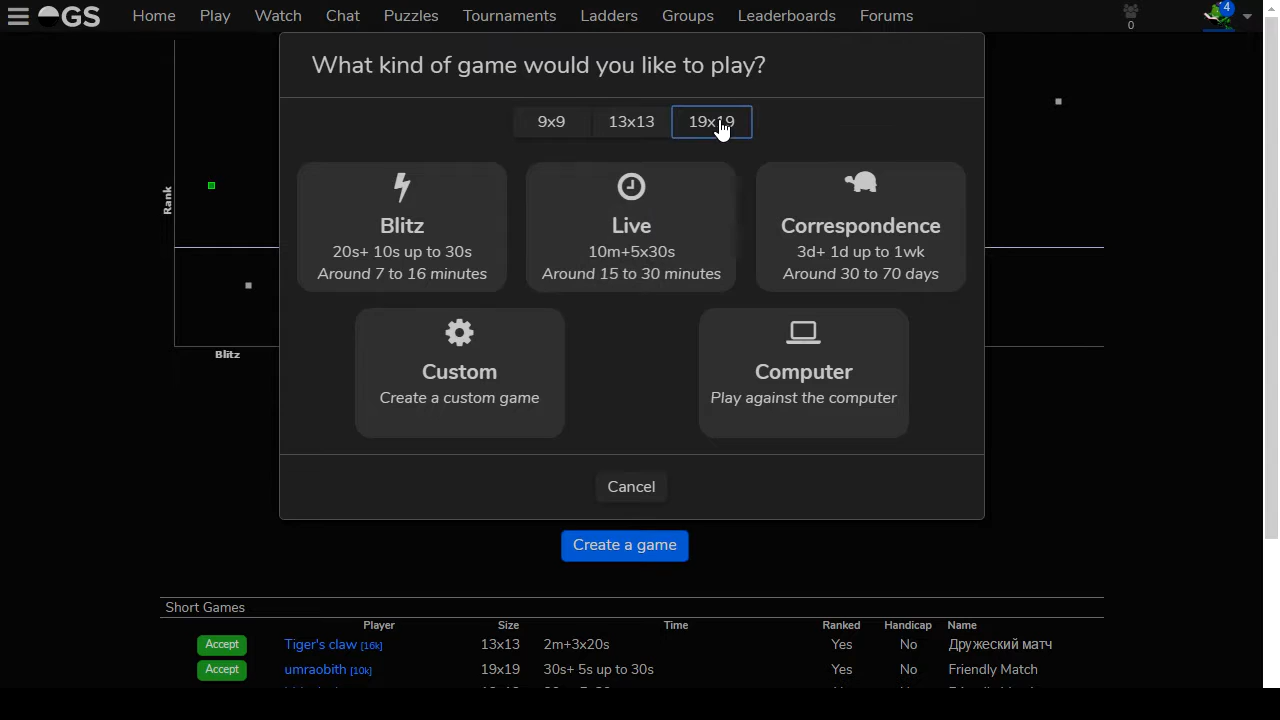 OGS Home Play Watch Chat Puzzles Tournaments Ladders Groups Leaderboards Forums 0 4
What kind of game would you like to play?
9x9 13x13 19x19
Rank
Blitz
Blitz
20s+ 10s up to 30s
Around 7 to 16 minutes
Live
10m+5x30s
Around 15 to 30 minutes
Correspondence
3d+ 1d up to 1wk
Around 30 to 70 days
Custom
Create a custom game
Computer
Play against the computer
Cancel
Create a game
Short Games
Player Size Time Ranked Handicap Name
Accept Tiger's claw [16k] 13x13 2m+3x20s Yes No Дружеский матч
Accept umraobith [10k] 19x19 30s+ 5s up to 30s Yes No Friendly Match